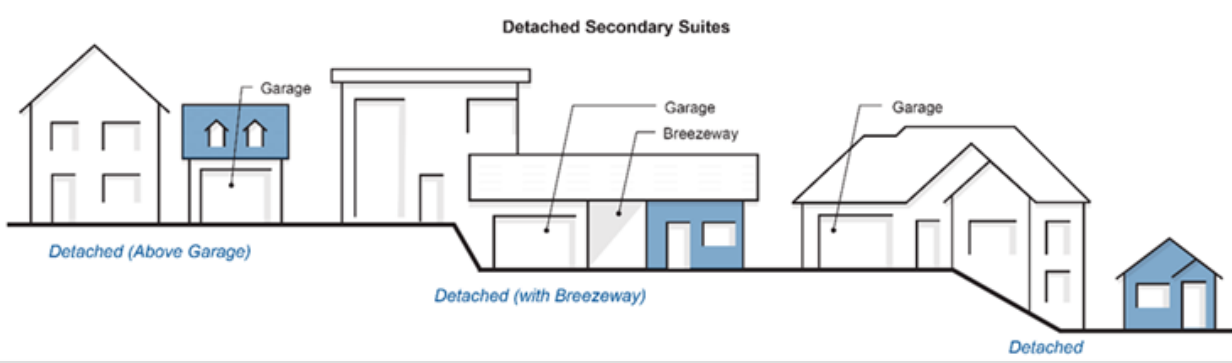 Detached Secondary Suites
Garage
Garage
Breezeway
Garage
Detached (Above Garage)
Detached (with Breezeway)
Detached